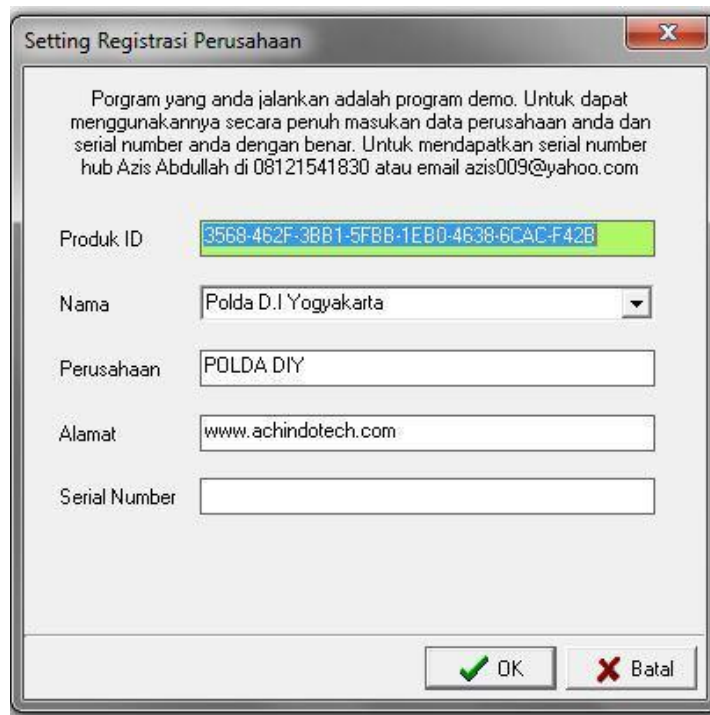 Setting Registrasi Perusahaan
Porgram yang anda jalankan adalah program demo. Untuk dapat
menggunakannya secara penuh masukan data perusahaan anda dan
serial number anda dengan benar. Untuk mendapatkan serial number
hub Azis Abdullah di 08121541830 atau email azis009@yahoo.com
Produk ID 3568-462F-3BB1-5FBB-1EB0-4638-6CAC-F42B
Nama Polda D.I Yogyakarta
Perusahaan POLDA DIY
Alamat www.achindotech.com
Serial Number
OK Batal